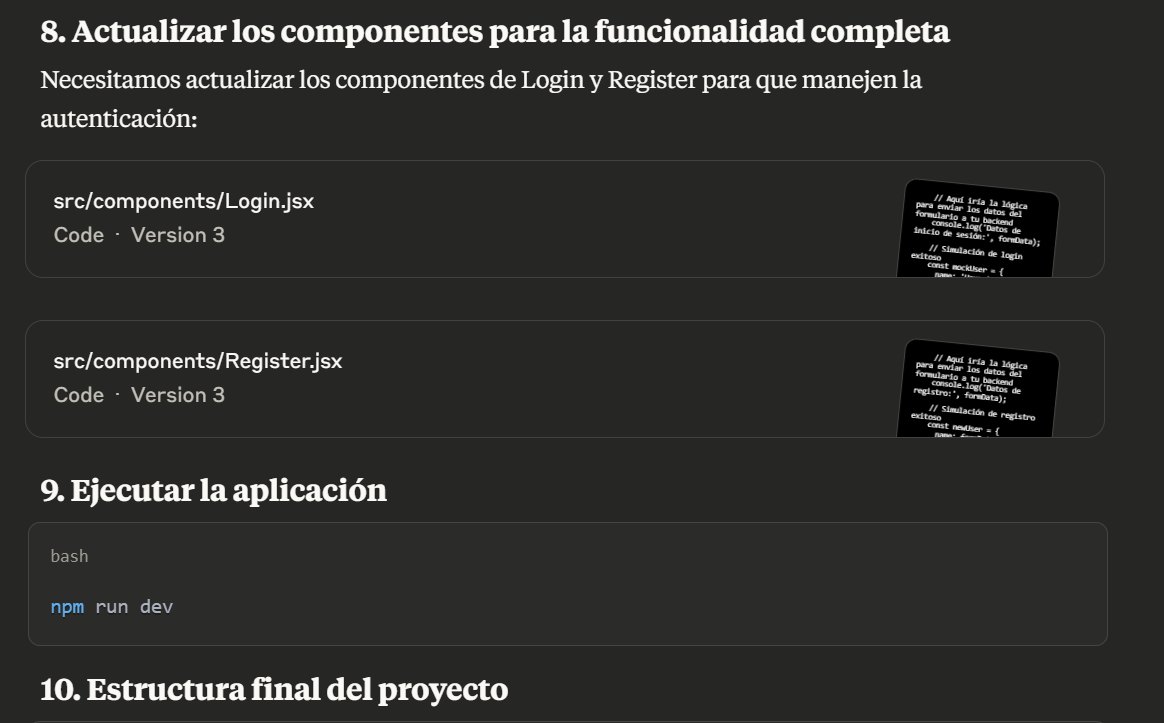 8. Actualizar los componentes para la funcionalidad completa
Necesitamos actualizar los componentes de Login y Register para que manejen la
autenticación:
src/components/Login.jsx
Code · Version 3
// Aquí iría la lógica
para enviar los datos del
formulario a tu backend
console.log('Datos de
inicio de sesión:', formData);
// Simulación de login
exitoso
const mockUser = {
name:
src/components/Register.jsx
Code · Version 3
// Aquí iría la lógica
para enviar los datos del
formulario a tu backend
console.log('Datos de
registro:', formData);
// Simulación de registro
exitoso
const newUser = {
name:
9. Ejecutar la aplicación
bash
npm run dev
10. Estructura final del proyecto